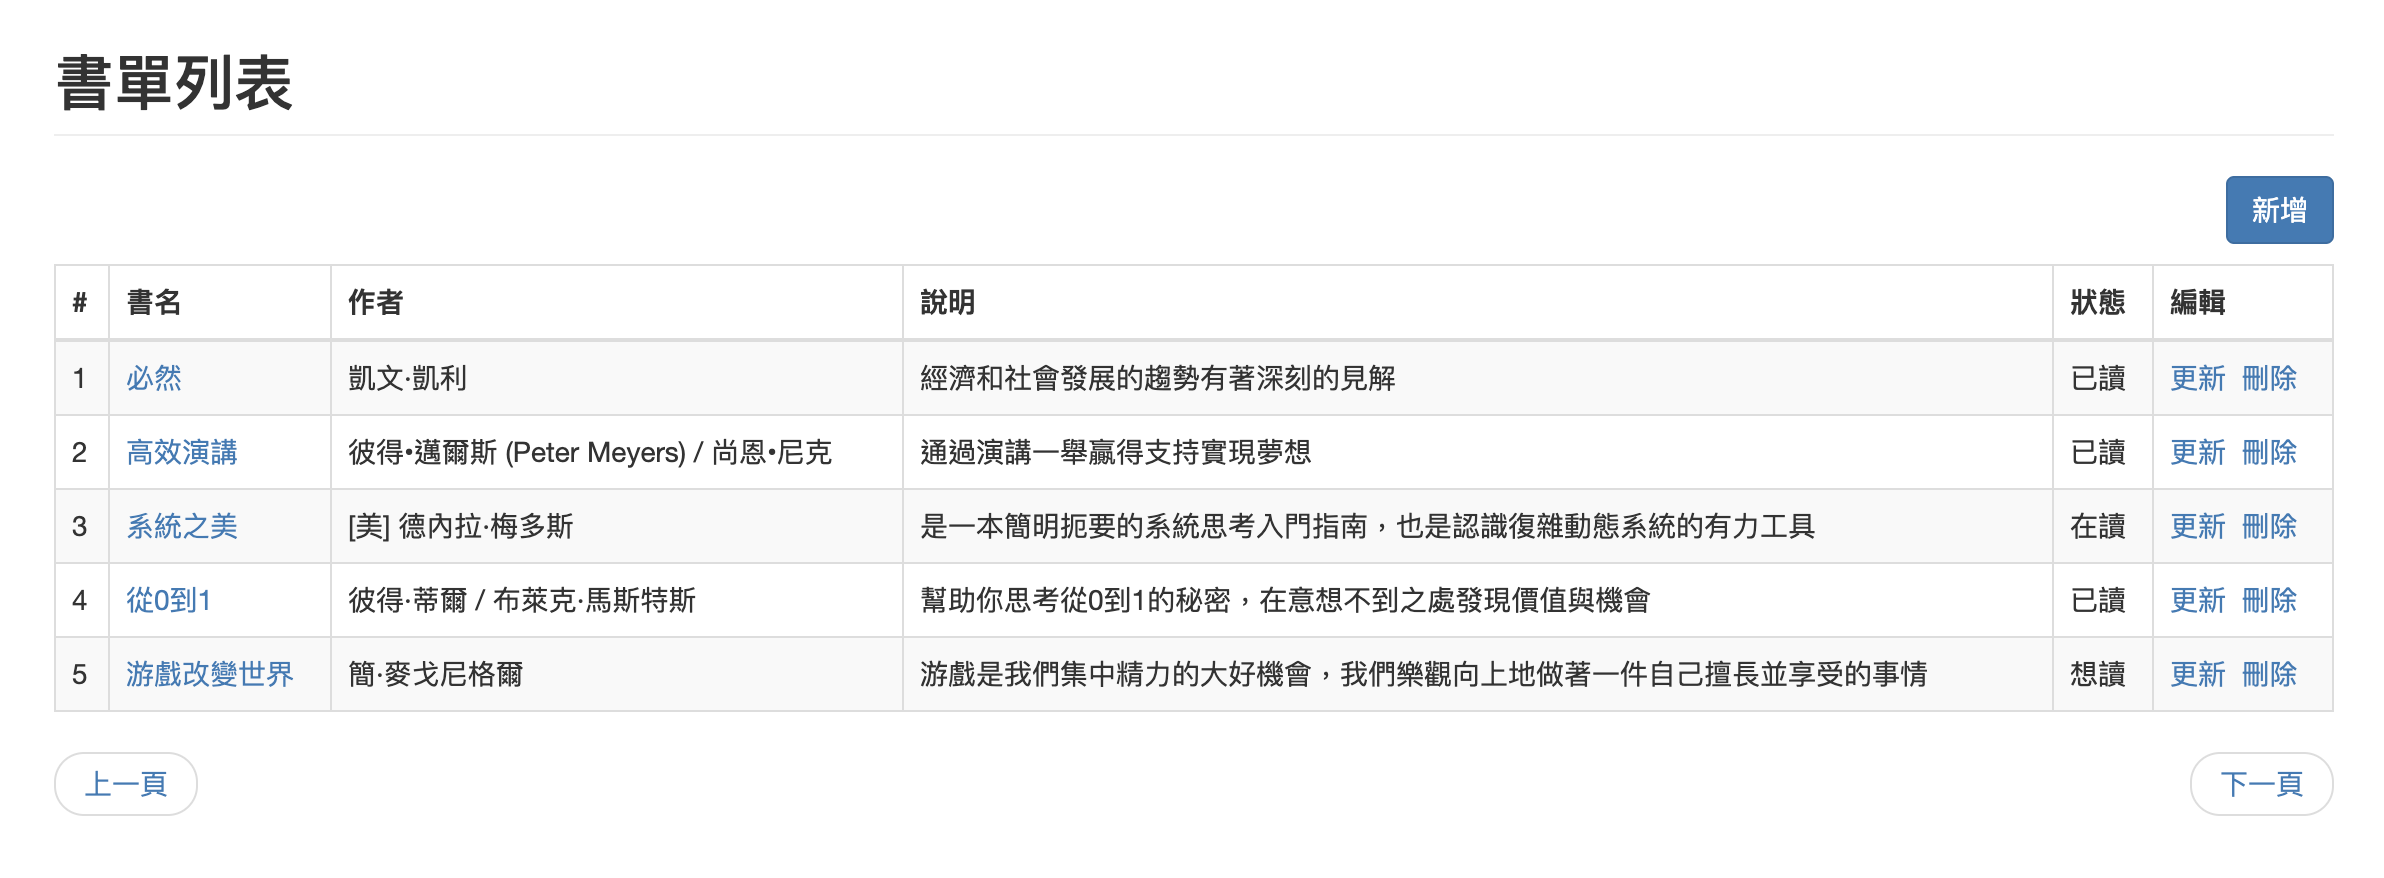 書單列表
新增
# 書名 作者 說明 狀態 編輯
1 必然 凱文·凱利 經濟和社會發展的趨勢有著深刻的見解 已讀 更新 刪除
2 高效演講 彼得•邁爾斯 (Peter Meyers) / 尚恩•尼克 通過演講一舉贏得支持實現夢想 已讀 更新 刪除
3 系統之美 [美] 德內拉·梅多斯 是一本簡明扼要的系統思考入門指南，也是認識復雜動態系統的有力工具 在讀 更新 刪除
4 從0到1 彼得·蒂爾 / 布萊克·馬斯特斯 幫助你思考從0到1的秘密，在意想不到之處發現價值與機會 已讀 更新 刪除
5 游戲改變世界 簡·麥戈尼格爾 游戲是我們集中精力的大好機會，我們樂觀向上地做著一件自己擅長並享受的事情 想讀 更新 刪除
上一頁 下一頁